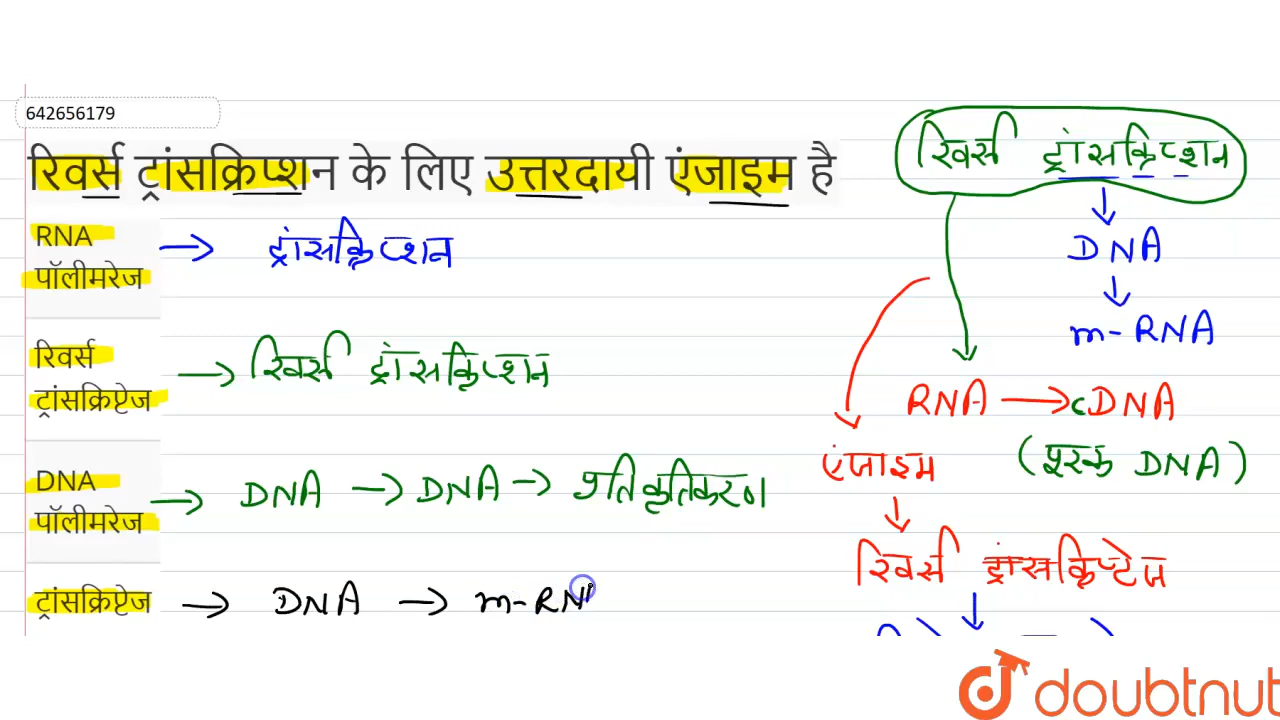 642656179
रिवर्स ट्रांसक्रिप्शन के लिए उत्तरदायी एंजाइम है
RNA
पॉलीमरेज
→ ट्रांसक्रिप्शन
रिवर्स
ट्रांसक्रिप्टेज
→ रिवर्स ट्रांसक्रिप्शन
DNA
पॉलीमरेज
→ DNA → DNA → प्रतिकृतिकरण
ट्रांसक्रिप्टेज → DNA → m-RN
रिवर्स ट्रांसक्रिप्शन
↓
DNA
↓
m-RNA
RNA → cDNA
(पूरक DNA)
एंजाइम
↓
रिवर्स ट्रांसक्रिप्टेज
↓
doubtnut